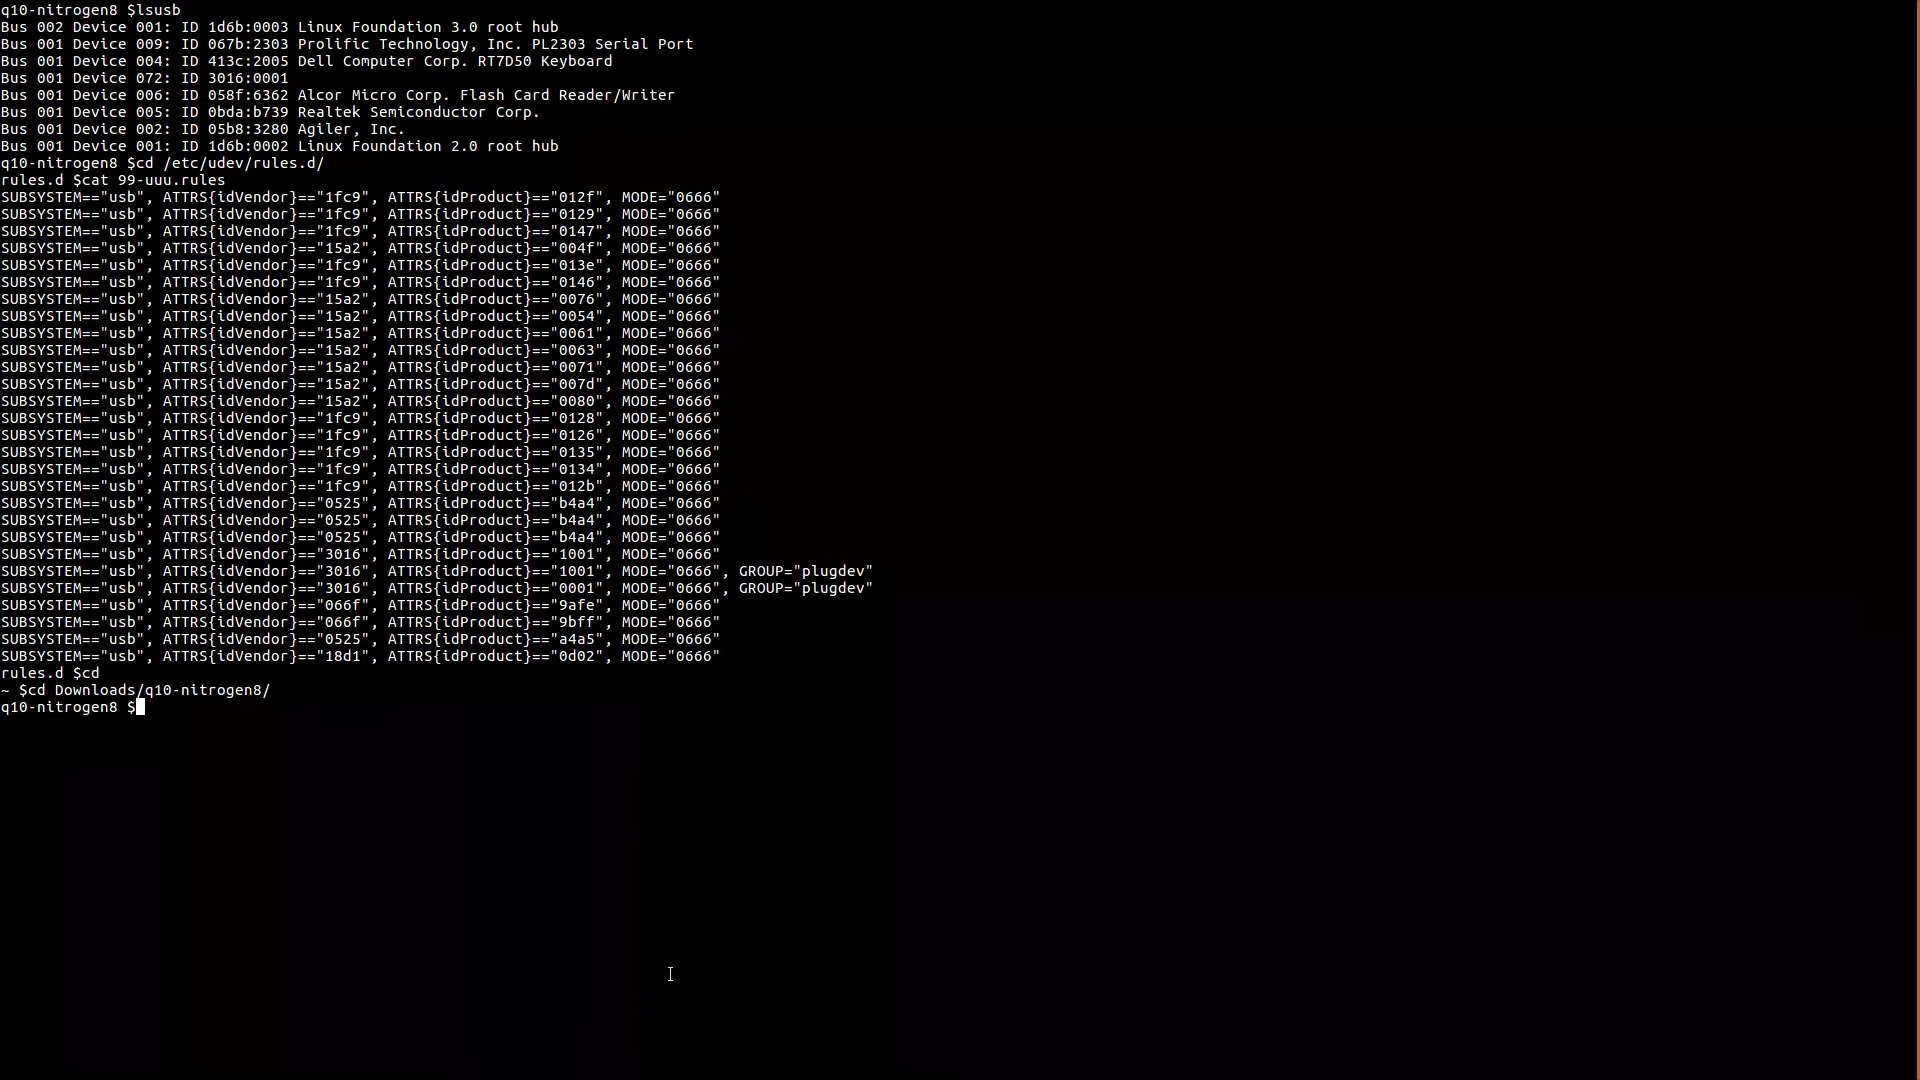 q10-nitrogen8 $lsusb
Bus 002 Device 001: ID 1d6b:0003 Linux Foundation 3.0 root hub
Bus 001 Device 009: ID 067b:2303 Prolific Technology, Inc. PL2303 Serial Port
Bus 001 Device 004: ID 413c:2005 Dell Computer Corp. RT7D50 Keyboard
Bus 001 Device 072: ID 3016:0001
Bus 001 Device 006: ID 058f:6362 Alcor Micro Corp. Flash Card Reader/Writer
Bus 001 Device 005: ID 0bda:b739 Realtek Semiconductor Corp.
Bus 001 Device 002: ID 05b8:3280 Agiler, Inc.
Bus 001 Device 001: ID 1d6b:0002 Linux Foundation 2.0 root hub
q10-nitrogen8 $cd /etc/udev/rules.d/
rules.d $cat 99-uuu.rules
SUBSYSTEM=="usb", ATTRS{idVendor}=="1fc9", ATTRS{idProduct}=="012f", MODE="0666"
SUBSYSTEM=="usb", ATTRS{idVendor}=="1fc9", ATTRS{idProduct}=="0129", MODE="0666"
SUBSYSTEM=="usb", ATTRS{idVendor}=="1fc9", ATTRS{idProduct}=="0147", MODE="0666"
SUBSYSTEM=="usb", ATTRS{idVendor}=="15a2", ATTRS{idProduct}=="004f", MODE="0666"
SUBSYSTEM=="usb", ATTRS{idVendor}=="1fc9", ATTRS{idProduct}=="013e", MODE="0666"
SUBSYSTEM=="usb", ATTRS{idVendor}=="1fc9", ATTRS{idProduct}=="0146", MODE="0666"
SUBSYSTEM=="usb", ATTRS{idVendor}=="15a2", ATTRS{idProduct}=="0076", MODE="0666"
SUBSYSTEM=="usb", ATTRS{idVendor}=="15a2", ATTRS{idProduct}=="0054", MODE="0666"
SUBSYSTEM=="usb", ATTRS{idVendor}=="15a2", ATTRS{idProduct}=="0061", MODE="0666"
SUBSYSTEM=="usb", ATTRS{idVendor}=="15a2", ATTRS{idProduct}=="0063", MODE="0666"
SUBSYSTEM=="usb", ATTRS{idVendor}=="15a2", ATTRS{idProduct}=="0071", MODE="0666"
SUBSYSTEM=="usb", ATTRS{idVendor}=="15a2", ATTRS{idProduct}=="007d", MODE="0666"
SUBSYSTEM=="usb", ATTRS{idVendor}=="15a2", ATTRS{idProduct}=="0080", MODE="0666"
SUBSYSTEM=="usb", ATTRS{idVendor}=="1fc9", ATTRS{idProduct}=="0128", MODE="0666"
SUBSYSTEM=="usb", ATTRS{idVendor}=="1fc9", ATTRS{idProduct}=="0126", MODE="0666"
SUBSYSTEM=="usb", ATTRS{idVendor}=="1fc9", ATTRS{idProduct}=="0135", MODE="0666"
SUBSYSTEM=="usb", ATTRS{idVendor}=="1fc9", ATTRS{idProduct}=="0134", MODE="0666"
SUBSYSTEM=="usb", ATTRS{idVendor}=="1fc9", ATTRS{idProduct}=="012b", MODE="0666"
SUBSYSTEM=="usb", ATTRS{idVendor}=="0525", ATTRS{idProduct}=="b4a4", MODE="0666"
SUBSYSTEM=="usb", ATTRS{idVendor}=="0525", ATTRS{idProduct}=="b4a4", MODE="0666"
SUBSYSTEM=="usb", ATTRS{idVendor}=="0525", ATTRS{idProduct}=="b4a4", MODE="0666"
SUBSYSTEM=="usb", ATTRS{idVendor}=="3016", ATTRS{idProduct}=="1001", MODE="0666"
SUBSYSTEM=="usb", ATTRS{idVendor}=="3016", ATTRS{idProduct}=="1001", MODE="0666", GROUP="plugdev"
SUBSYSTEM=="usb", ATTRS{idVendor}=="3016", ATTRS{idProduct}=="0001", MODE="0666", GROUP="plugdev"
SUBSYSTEM=="usb", ATTRS{idVendor}=="066f", ATTRS{idProduct}=="9afe", MODE="0666"
SUBSYSTEM=="usb", ATTRS{idVendor}=="066f", ATTRS{idProduct}=="9bff", MODE="0666"
SUBSYSTEM=="usb", ATTRS{idVendor}=="0525", ATTRS{idProduct}=="a4a5", MODE="0666"
SUBSYSTEM=="usb", ATTRS{idVendor}=="18d1", ATTRS{idProduct}=="0d02", MODE="0666"
rules.d $cd
~ $cd Downloads/q10-nitrogen8/
q10-nitrogen8 $